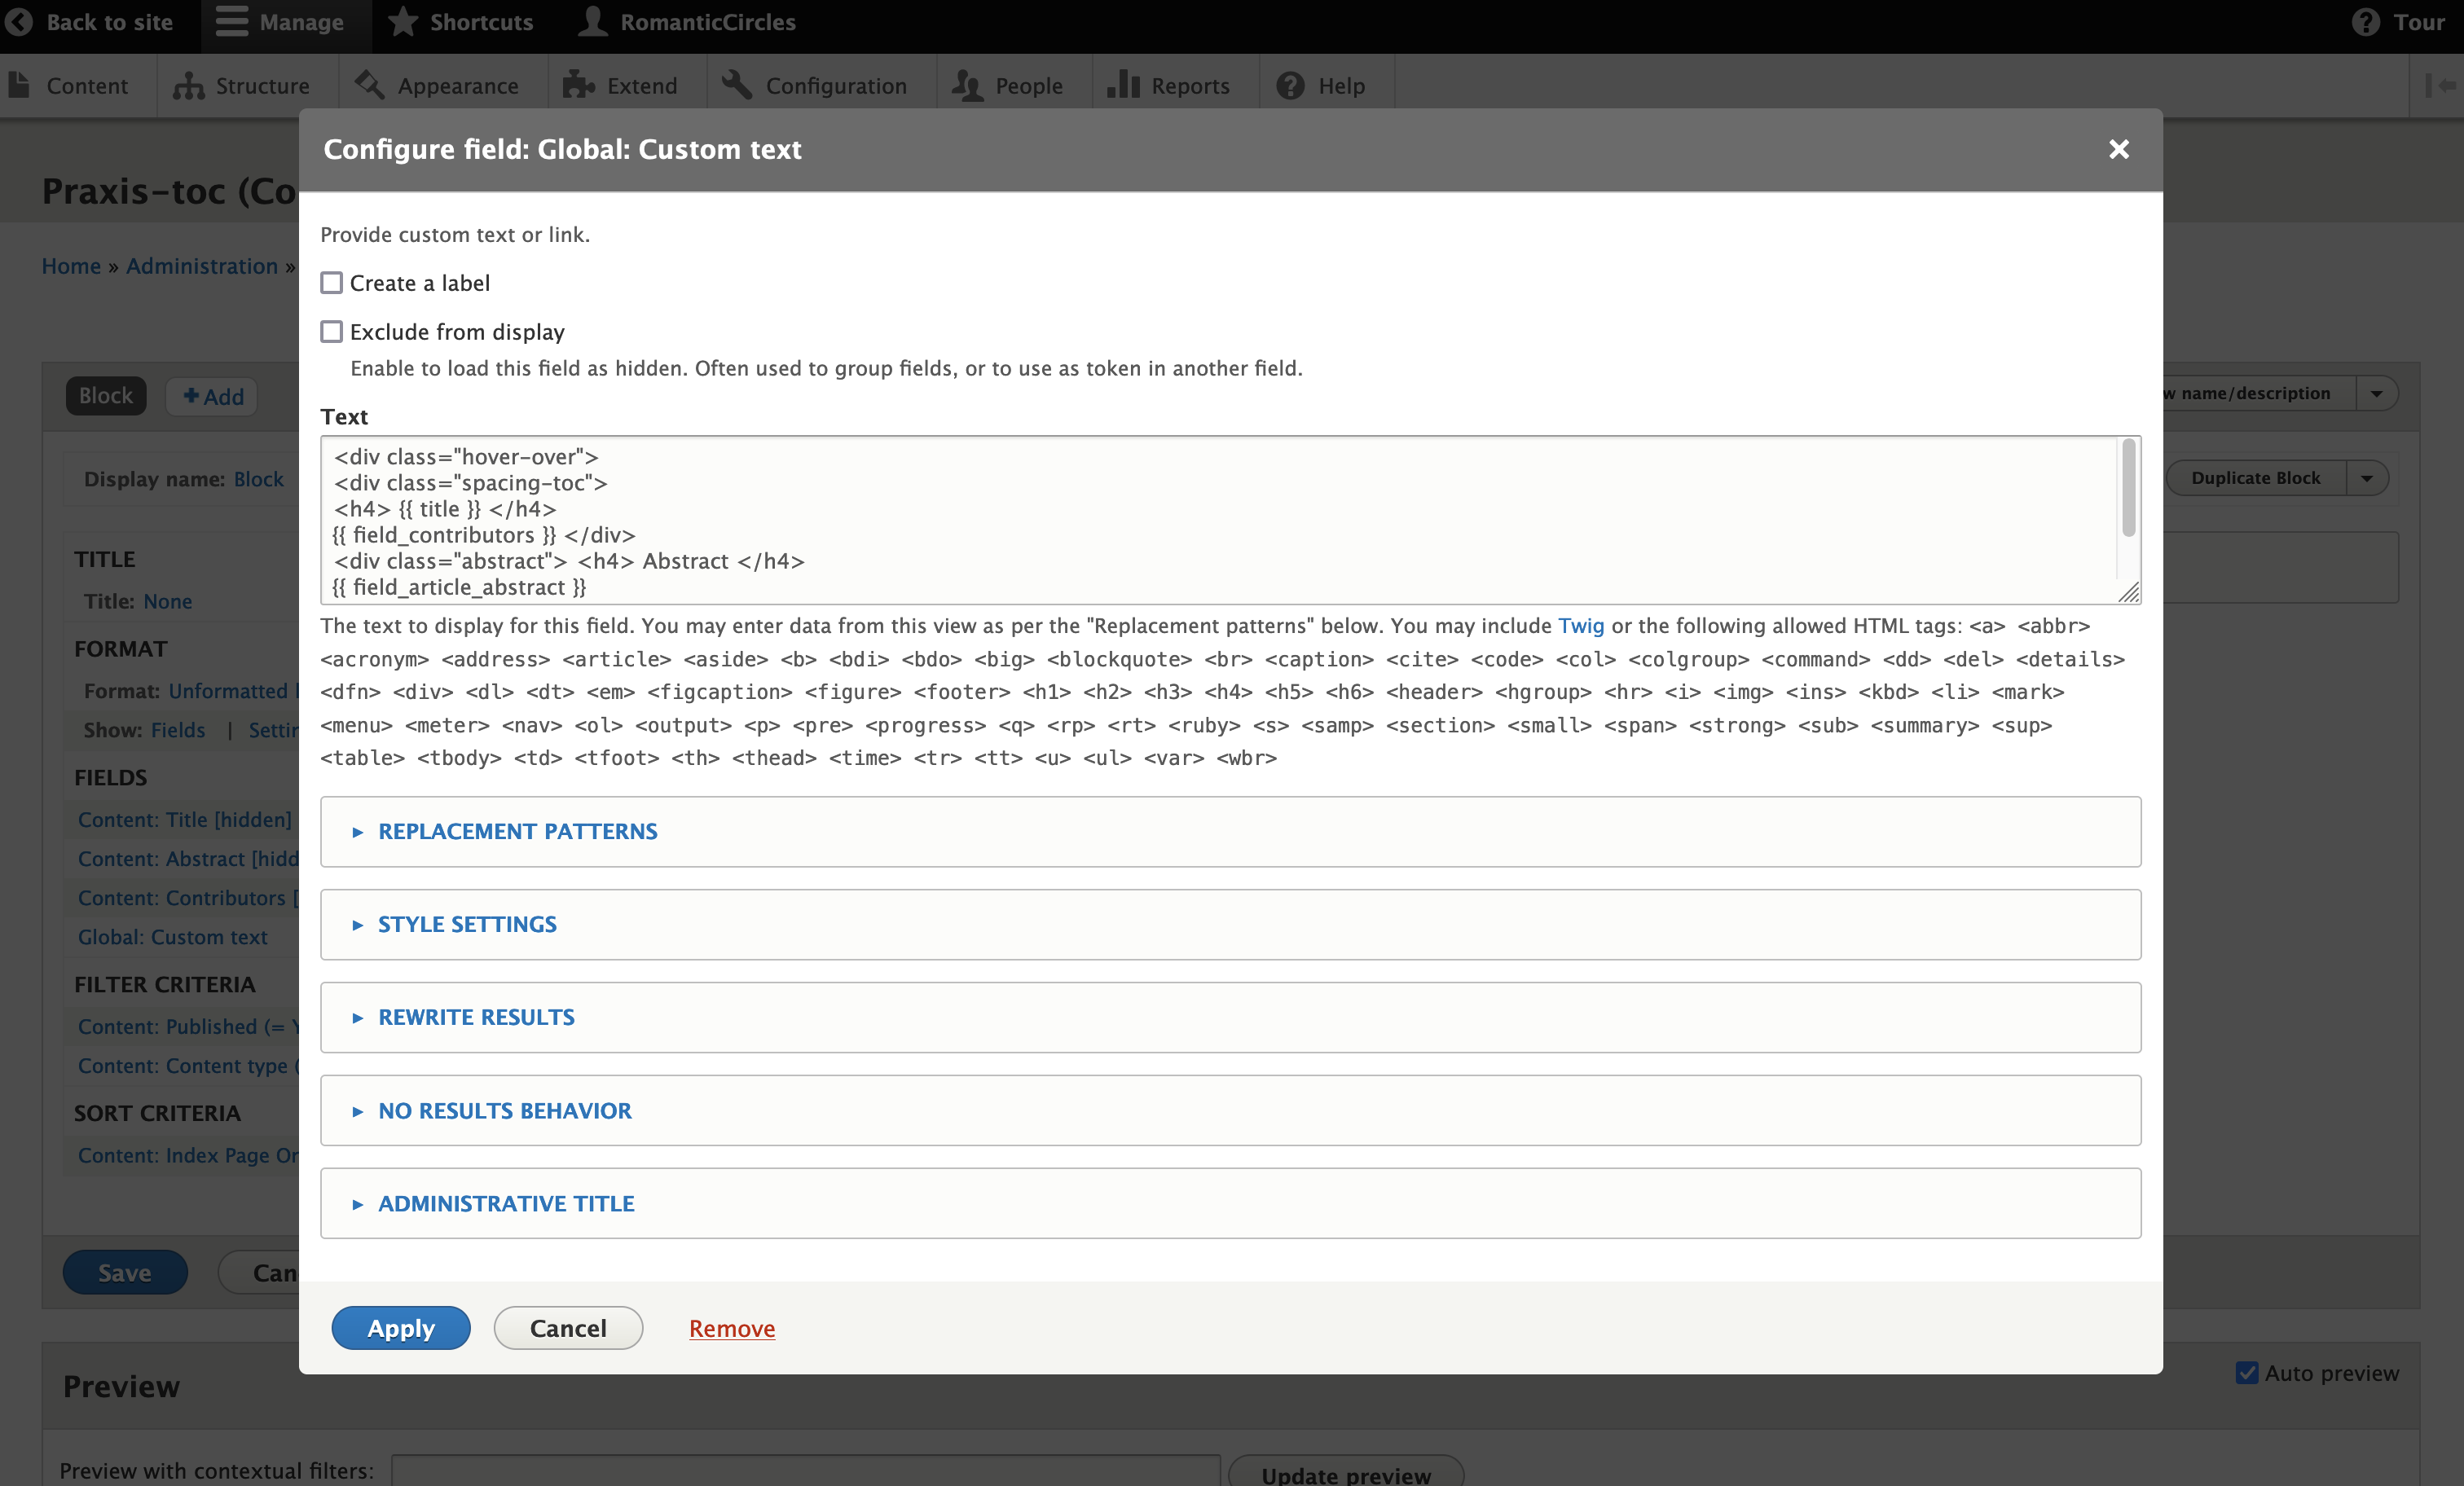 Back to site Manage Shortcuts RomanticCircles Tour
Content Structure Appearance Extend Configuration People Reports Help
Configure field: Global: Custom text
Praxis-toc (Co
Home » Administration »
Provide custom text or link.
Create a label
Exclude from display
Enable to load this field as hidden. Often used to group fields, or to use as token in another field.
Block Add
w name/description
Text
<div class="hover-over">
<div class="spacing-toc">
<h4> {{ title }} </h4>
{{ field_contributors }} </div>
<div class="abstract"> <h4> Abstract </h4>
{{ field_article_abstract }}
Display name: Block
Duplicate Block
The text to display for this field. You may enter data from this view as per the "Replacement patterns" below. You may include Twig or the following allowed HTML tags: <a> <abbr>
<acronym> <address> <article> <aside> <b> <bdi> <bdo> <big> <blockquote> <br> <caption> <cite> <code> <col> <colgroup> <command> <dd> <del> <details>
<dfn> <div> <dl> <dt> <em> <figcaption> <figure> <footer> <h1> <h2> <h3> <h4> <h5> <h6> <header> <hgroup> <hr> <i> <img> <ins> <kbd> <li> <mark>
<menu> <meter> <nav> <ol> <output> <p> <pre> <progress> <q> <rp> <rt> <ruby> <s> <samp> <section> <small> <span> <strong> <sub> <summary> <sup>
<table> <tbody> <td> <tfoot> <th> <thead> <time> <tr> <tt> <u> <ul> <var> <wbr>
TITLE
Title: None
FORMAT
Format: Unformatted
Show: Fields | Settin
FIELDS
Content: Title [hidden]
Content: Abstract [hidd
Content: Contributors [
Global: Custom text
FILTER CRITERIA
Content: Published (= Y
Content: Content type (
SORT CRITERIA
Content: Index Page Or
REPLACEMENT PATTERNS
STYLE SETTINGS
REWRITE RESULTS
NO RESULTS BEHAVIOR
ADMINISTRATIVE TITLE
Save Can
Apply Cancel Remove
Preview
Auto preview
Preview with contextual filters: Update preview